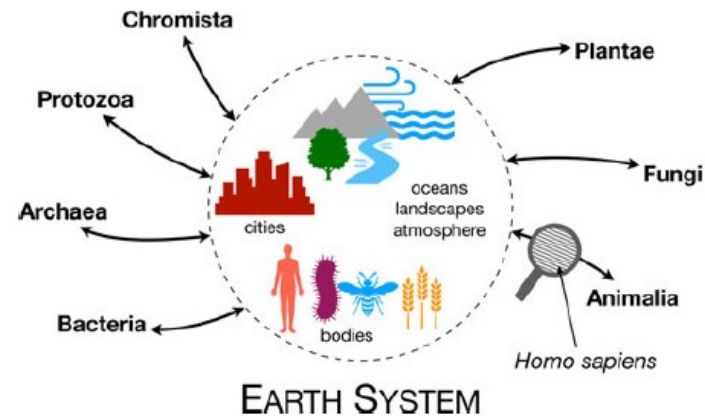 Chromista
Plantae
Protozoa
Fungi
Archaea
oceans
landscapes
atmosphere
cities
Animalia
Bacteria
bodies
Homo sapiens
EARTH SYSTEM